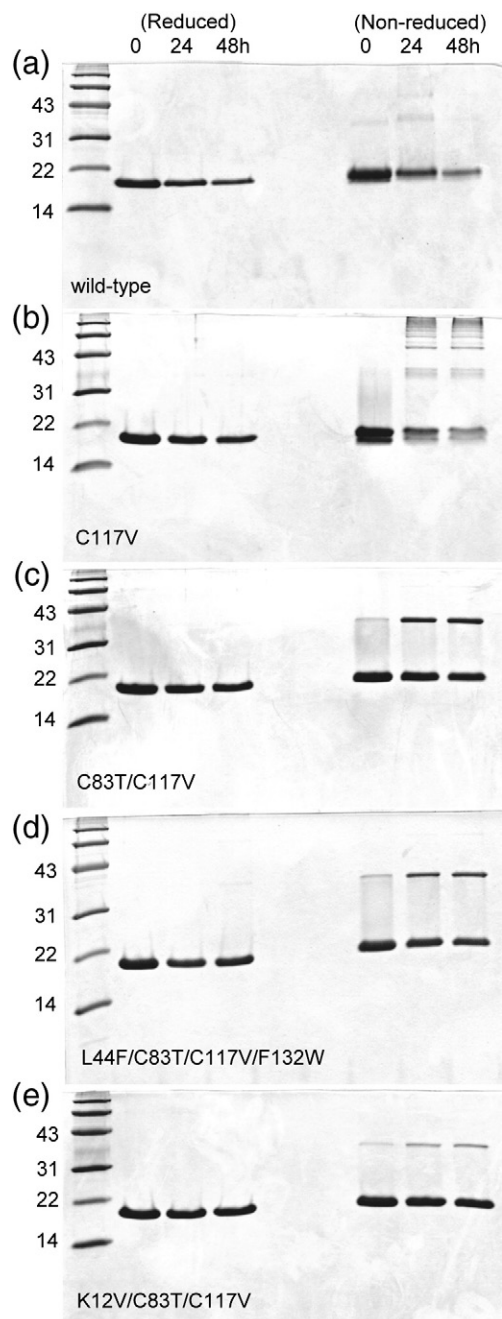 (Reduced) (Non-reduced)
0 24 48h 0 24 48h
(a)
43
31
22
14
wild-type
(b)
43
31
22
14
C117V
(c)
43
31
22
14
C83T/C117V
(d)
43
31
22
14
L44F/C83T/C117V/F132W
(e)
43
31
22
14
K12V/C83T/C117V